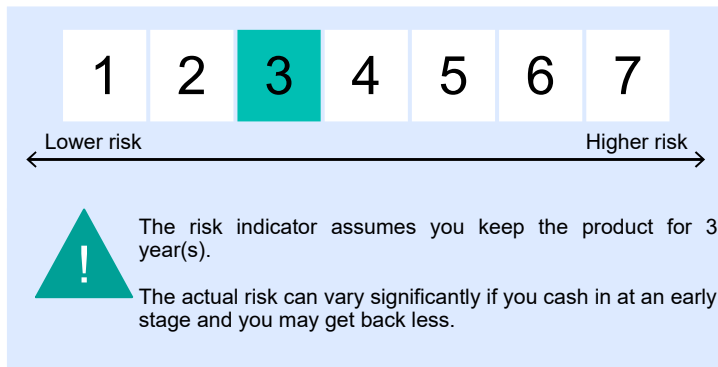 1 2 3 4 5 6 7
Lower risk Higher risk
!
The risk indicator assumes you keep the product for 3
year(s).
The actual risk can vary significantly if you cash in at an early
stage and you may get back less.